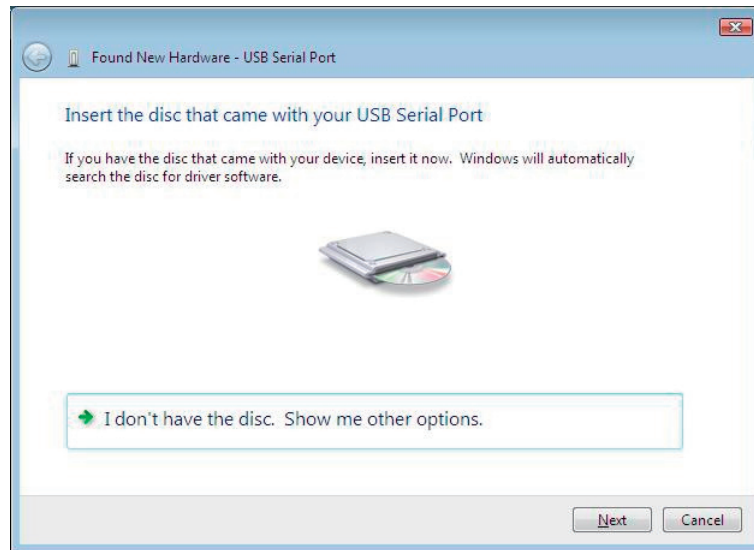 Found New Hardware - USB Serial Port
Insert the disc that came with your USB Serial Port
If you have the disc that came with your device, insert it now.  Windows will automatically
search the disc for driver software.
I don't have the disc.  Show me other options.
Next
Cancel